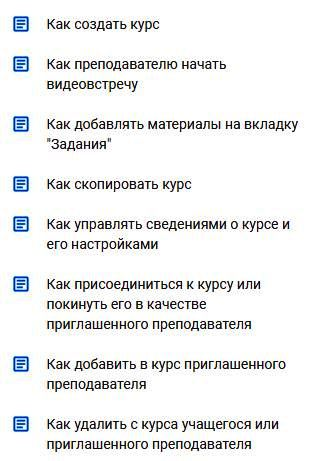 Как создать курс
Как преподавателю начать
видеовстречу
Как добавлять материалы на вкладку
"Задания"
Как скопировать курс
Как управлять сведениями о курсе и
его настройками
Как присоединиться к курсу или
покинуть его в качестве
приглашенного преподавателя
Как добавить в курс приглашенного
преподавателя
Как удалить с курса учащегося или
приглашенного преподавателя